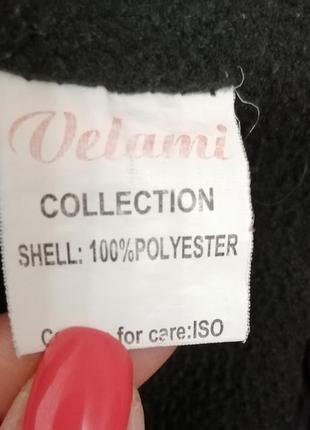 Velami
COLLECTION
SHELL: 100%POLYESTER
for care:ISO